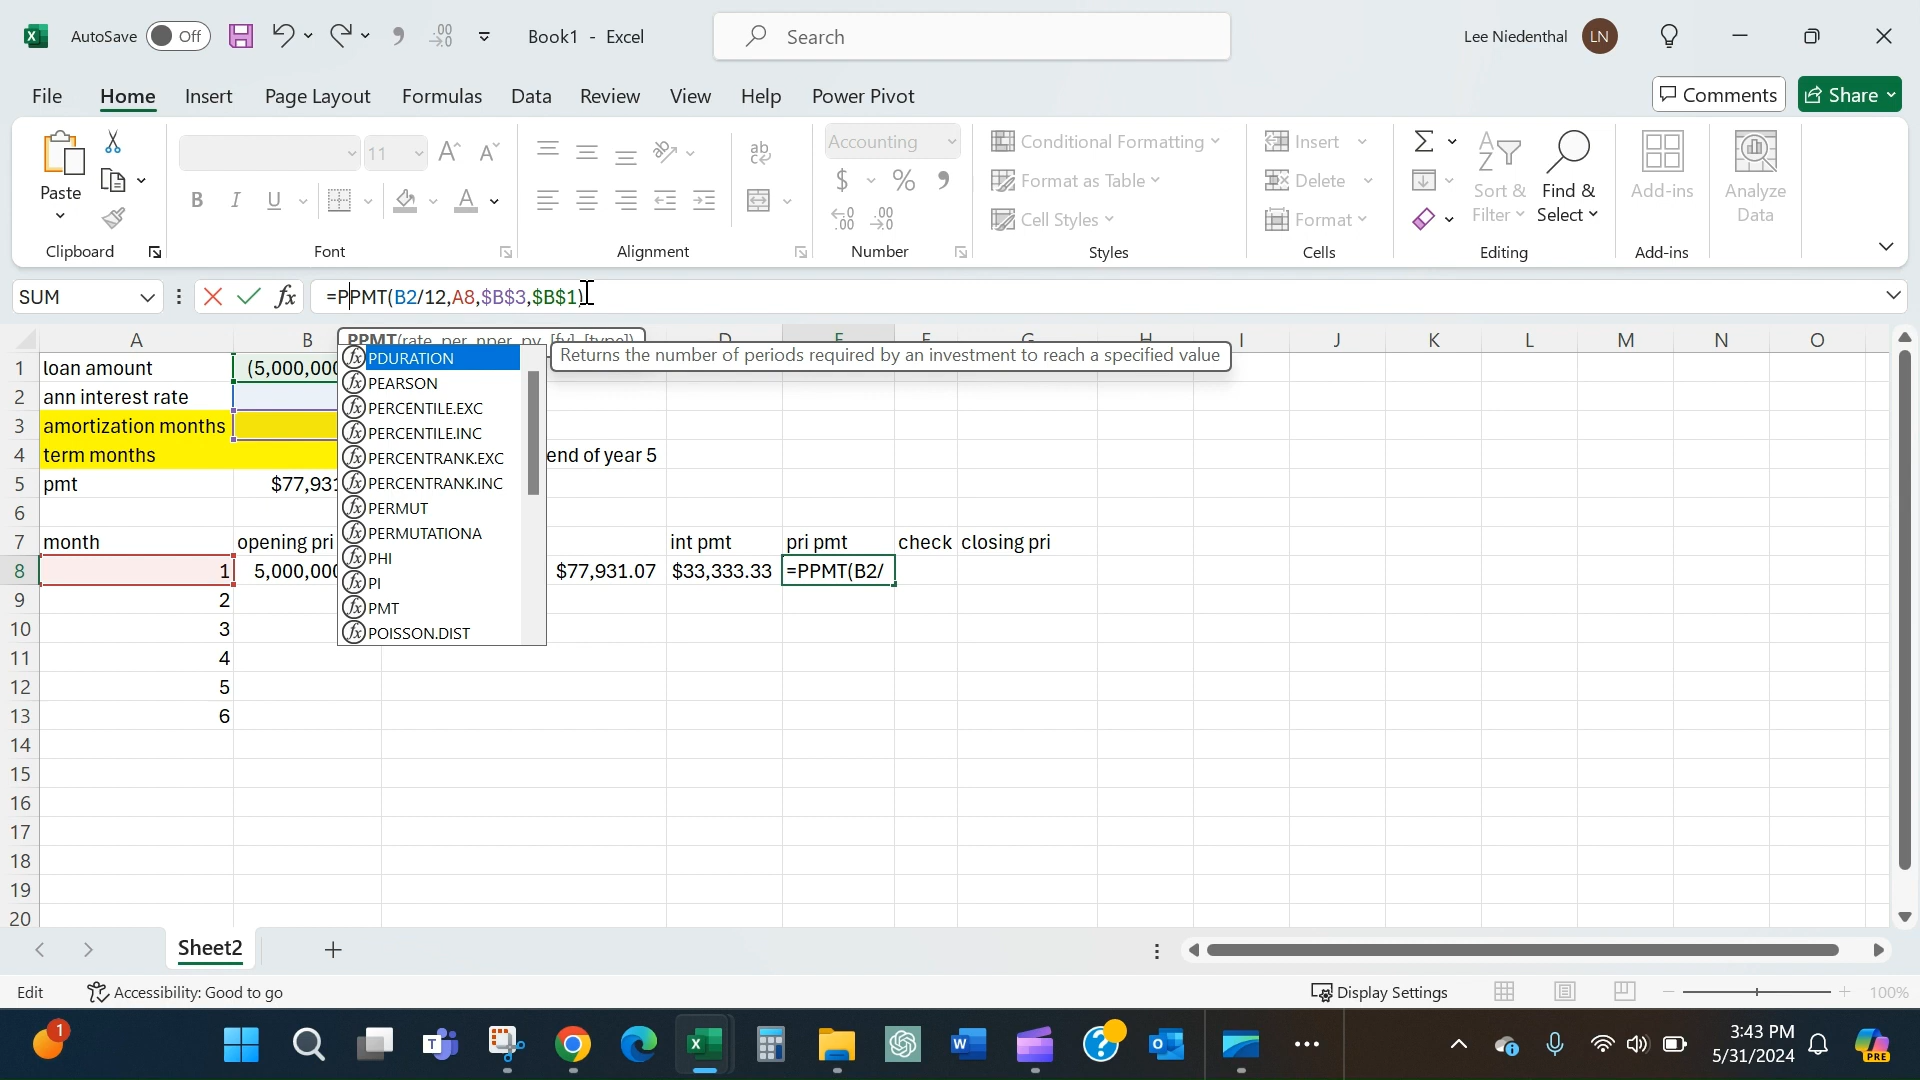 AutoSave Off Book1 - Excel Search Lee Niedenthal LN
File Home Insert Page Layout Formulas Data Review View Help Power Pivot Comments Share
Paste 11 ab Accounting Conditional Formatting Insert Sort & Filter Find & Select Add-ins Analyze Data
B I U A $ % Format as Table Delete
Cell Styles Format
Clipboard Font Alignment Number Styles Cells Editing Add-ins
SUM fx =PPMT(B2/12,A8,$B$3,$B$1)
PPMT(rate, per, nper, pv, [fv], [type])
A B D G I J K L M N O
PDURATION Returns the number of periods required by an investment to reach a specified value
PEARSON
PERCENTILE.EXC
PERCENTILE.INC
PERCENTRANK.EXC
PERCENTRANK.INC
PERMUT
PERMUTATIONA
PHI
PI
PMT
POISSON.DIST
1 loan amount (5,000,000
2 ann interest rate
3 amortization months
4 term months end of year 5
5 pmt $77,931
6
7 month opening pri int pmt pri pmt check closing pri
8 1 5,000,000 $77,931.07 $33,333.33 =PPMT(B2/
9 2
10 3
11 4
12 5
13 6
14
15
16
17
18
19
20
Sheet2
Edit Accessibility: Good to go Display Settings 100%
1 3:43 PM
5/31/2024 PRE